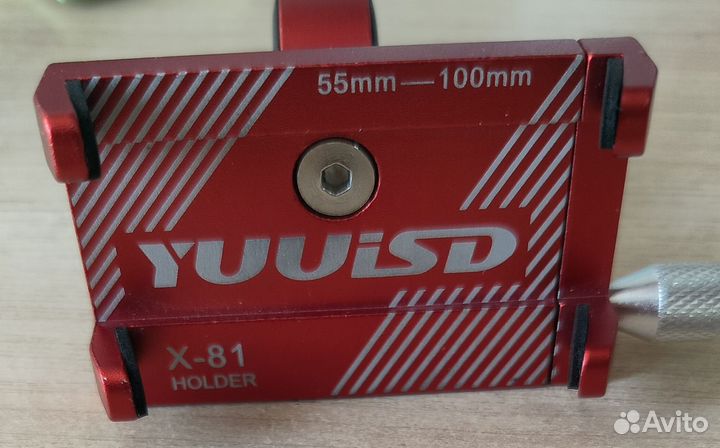 55mm—100mm
YUUiSD
X-81
HOLDER
Avito